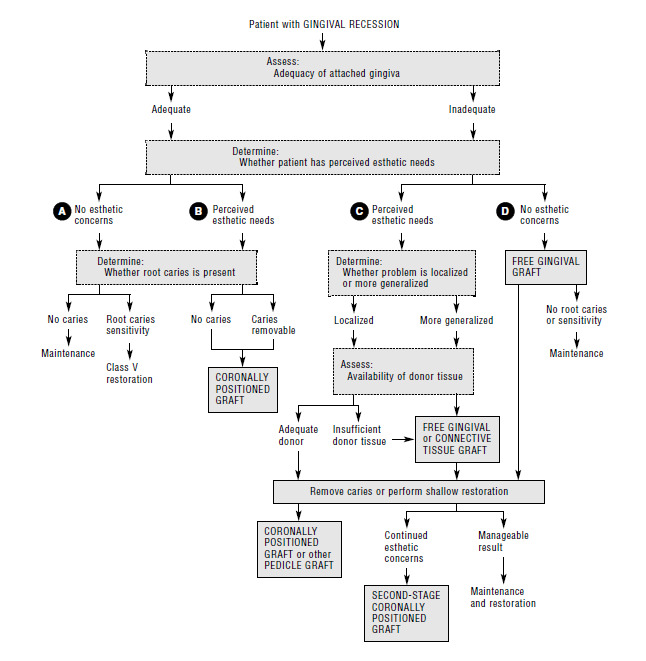 Patient with GINGIVAL RECESSION
Assess:
Adequacy of attached gingiva
Adequate
Inadequate
Determine:
Whether patient has perceived esthetic needs
A No esthetic
concerns
B Perceived
esthetic needs
C Perceived
esthetic needs
D No esthetic
concerns
Determine:
Whether root caries is present
Determine:
Whether problem is localized
or more generalized
FREE GINGIVAL
GRAFT
No caries
Root caries
sensitivity
No caries
Caries
removable
Localized
More generalized
No root caries
or sensitivity
Maintenance
Class V
restoration
Maintenance
CORONALLY
POSITIONED
GRAFT
Assess:
Availability of donor tissue
Adequate
donor
Insufficient
donor tissue
FREE GINGIVAL
or CONNECTIVE
TISSUE GRAFT
Remove caries or perform shallow restoration
CORONALLY
POSITIONED
GRAFT or other
PEDICLE GRAFT
Continued
esthetic
concerns
Manageable
result
SECOND-STAGE
CORONALLY
POSITIONED
GRAFT
Maintenance
and restoration